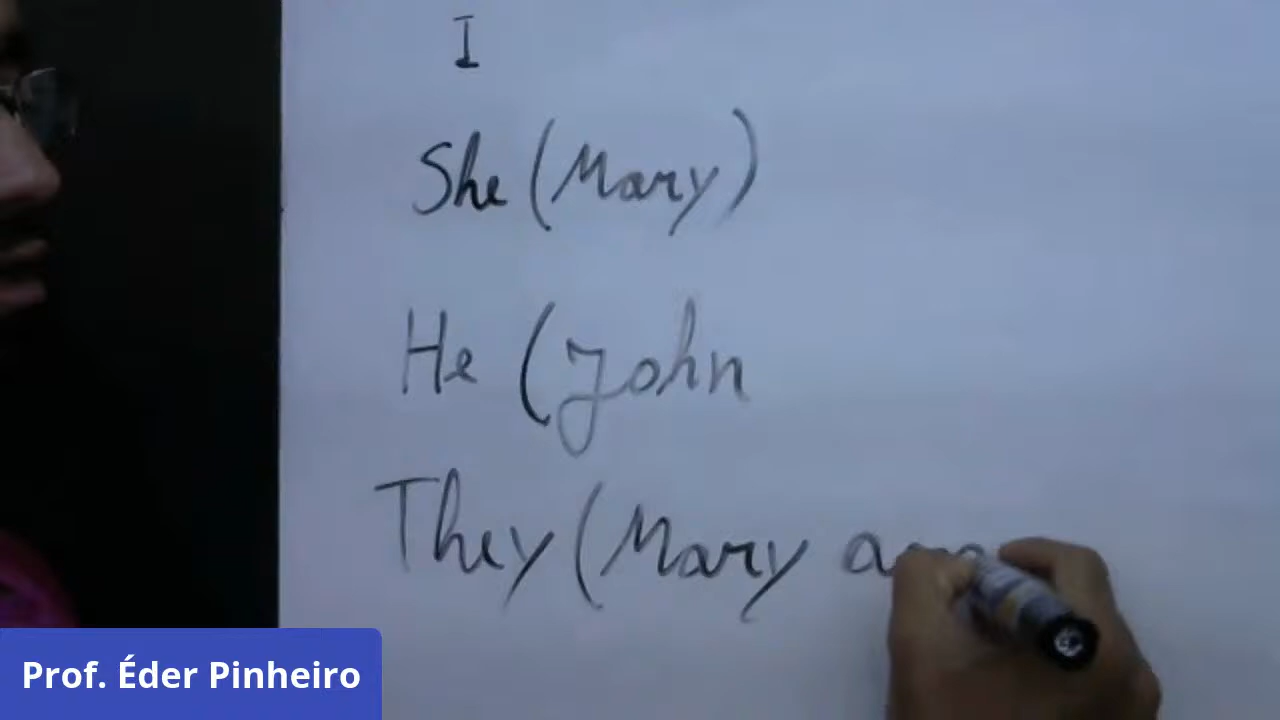 I
She (Mary)
He (John
They (Mary
Prof. Éder Pinheiro